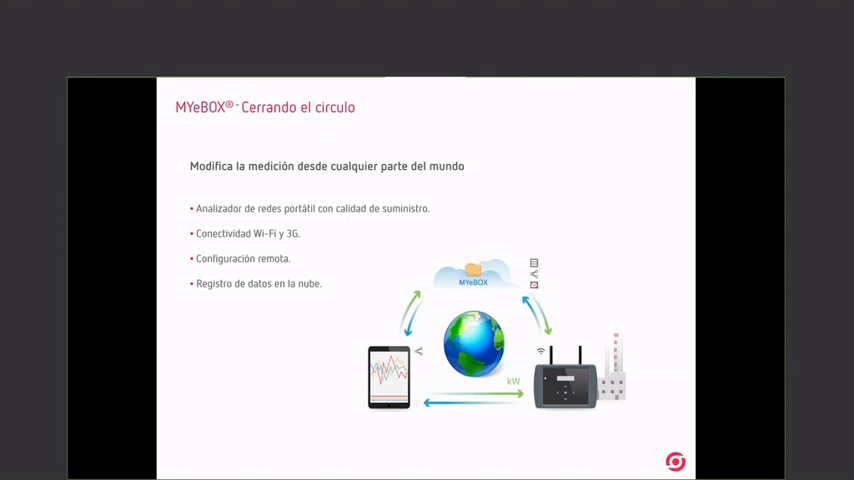 MYeBOX® - Cerrando el circulo
Modifica la medición desde cualquier parte del mundo
• Analizador de redes portátil con calidad de suministro.
• Conectividad Wi-Fi y 3G.
• Configuración remota.
• Registro de datos en la nube.
MYeBOX
kW